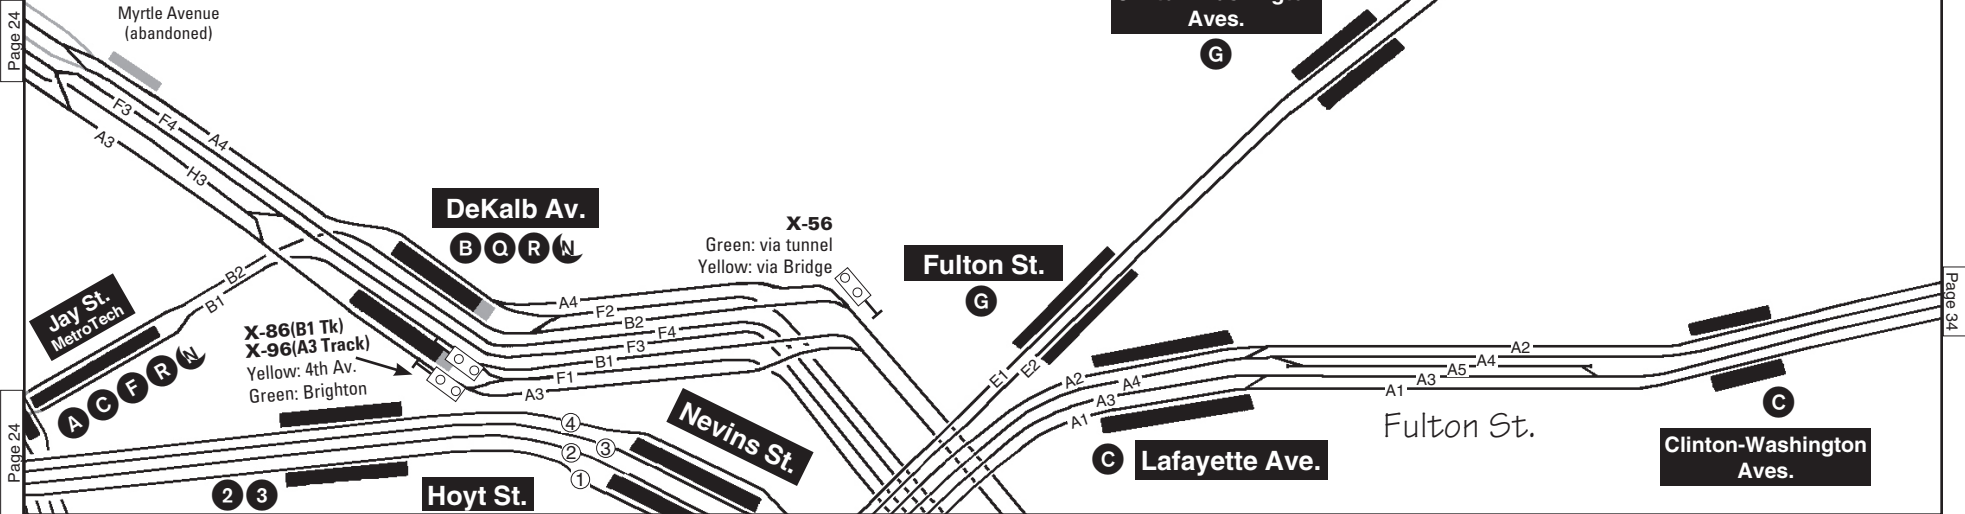 Page 24
Myrtle Avenue
(abandoned)
Aves.
G
F3
F4
A4
A3
H3
DeKalb Av.
B Q R N
X-56
Green: via tunnel
Yellow: via Bridge
Fulton St.
G
Jay St.
MetroTech
B2
B1
A C F R N
X-86(B1 Tk)
X-96(A3 Track)
Yellow: 4th Av.
Green: Brighton
A4
F2
B2
F4
F3
B1
F1
A3
E1
E2
A2
A4
A3
A1
A2
A4
A5
A3
A1
Page 34
Fulton St.
C
Clinton-Washington
Aves.
C
Lafayette Ave.
Page 24
4
3
2
1
Nevins St.
2 3
Hoyt St.